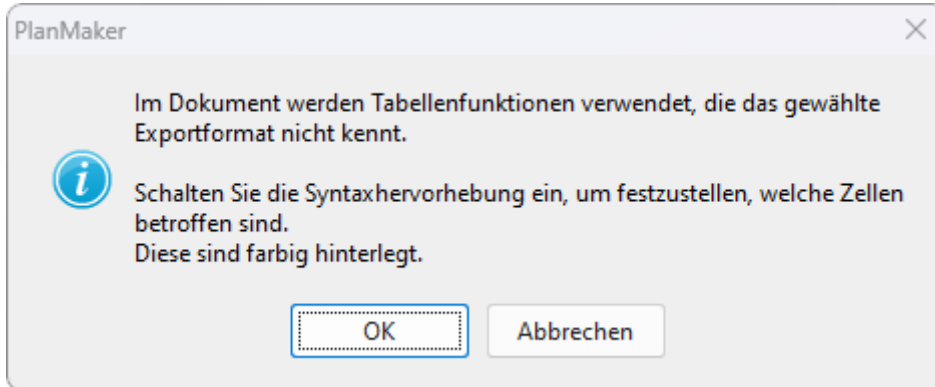 PlanMaker
Im Dokument werden Tabellenfunktionen verwendet, die das gewählte
Exportformat nicht kennt.
Schalten Sie die Syntaxhervorhebung ein, um festzustellen, welche Zellen
betroffen sind.
Diese sind farbig hinterlegt.
OK
Abbrechen